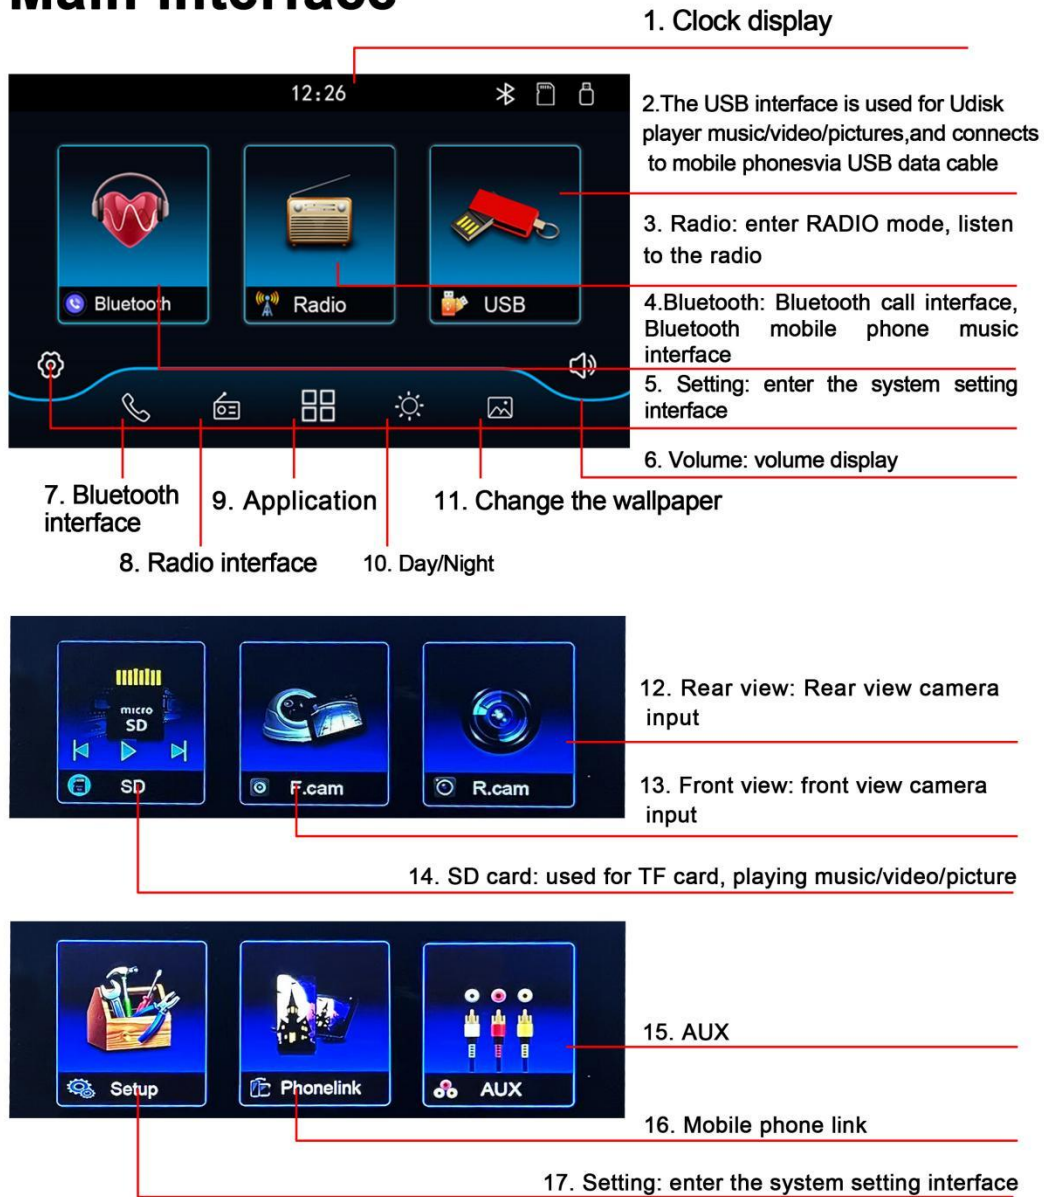 Main interface
1. Clock display
12:26
2.The USB interface is used for Udisk
player music/video/pictures,and connects
to mobile phonesvia USB data cable
3. Radio: enter RADIO mode, listen
to the radio
Bluetooth
Radio
USB
4.Bluetooth: Bluetooth call interface,
Bluetooth mobile phone music
interface
5. Setting: enter the system setting
interface
6. Volume: volume display
7. Bluetooth
interface
9. Application
11. Change the wallpaper
8. Radio interface
10. Day/Night
micro
SD
SD
F.cam
R.cam
12. Rear view: Rear view camera
input
13. Front view: front view camera
input
14. SD card: used for TF card, playing music/video/picture
Setup
Phonelink
AUX
15. AUX
16. Mobile phone link
17. Setting: enter the system setting interface